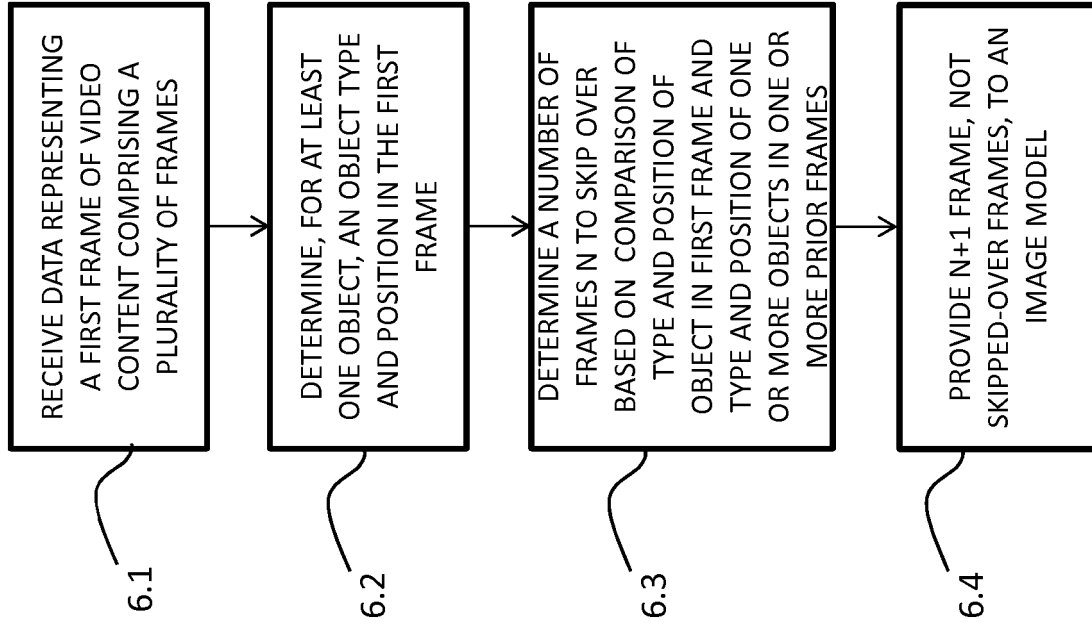 RECEIVE DATA REPRESENTING
A FIRST FRAME OF VIDEO
CONTENT COMPRISING A
PLURALITY OF FRAMES
6.1
DETERMINE, FOR AT LEAST
ONE OBJECT, AN OBJECT TYPE
AND POSITION IN THE FIRST
FRAME
6.2
DETERMINE A NUMBER OF
FRAMES N TO SKIP OVER
BASED ON COMPARISON OF
TYPE AND POSITION OF
OBJECT IN FIRST FRAME AND
TYPE AND POSITION OF ONE
OR MORE OBJECTS IN ONE OR
MORE PRIOR FRAMES
6.3
PROVIDE N+1 FRAME, NOT
SKIPPED-OVER FRAMES, TO AN
IMAGE MODEL
6.4